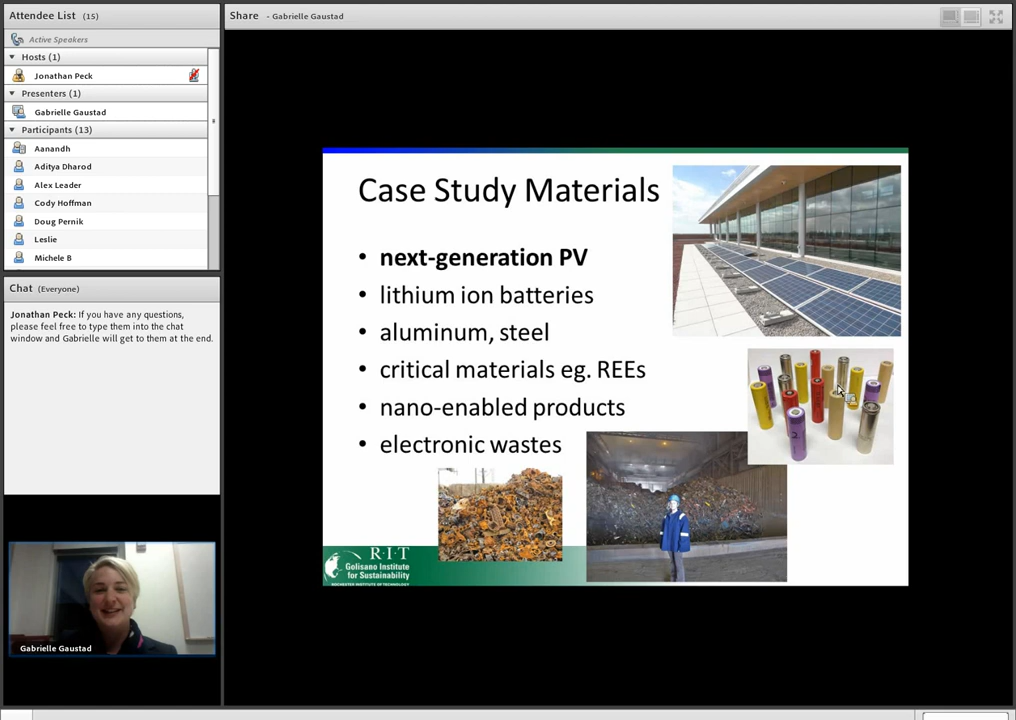 Attendee List (15)
Active Speakers
Hosts (1)
Jonathan Peck
Presenters (1)
Gabrielle Gaustad
Participants (13)
Aanandh
Aditya Dharod
Alex Leader
Cody Hoffman
Doug Pernik
Leslie
Michele B
Chat (Everyone)
Jonathan Peck: If you have any questions,
please feel free to type them into the chat
window and Gabrielle will get to them at the end.
Gabrielle Gaustad
Share - Gabrielle Gaustad
Case Study Materials
• next-generation PV
• lithium ion batteries
• aluminum, steel
• critical materials eg. REEs
• nano-enabled products
• electronic wastes
R·I·T
Golisano Institute
for Sustainability
ROCHESTER INSTITUTE OF TECHNOLOGY